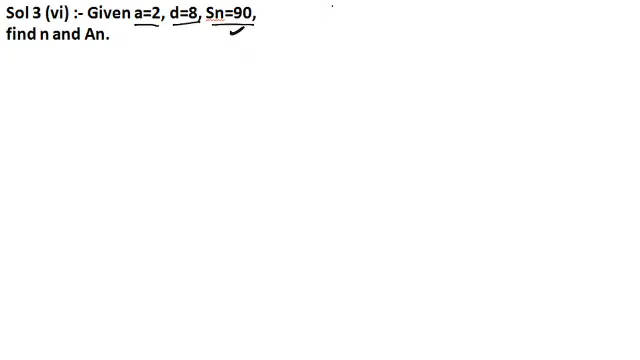 Sol 3 (vi) :- Given a=2, d=8, Sn=90,
find n and An.